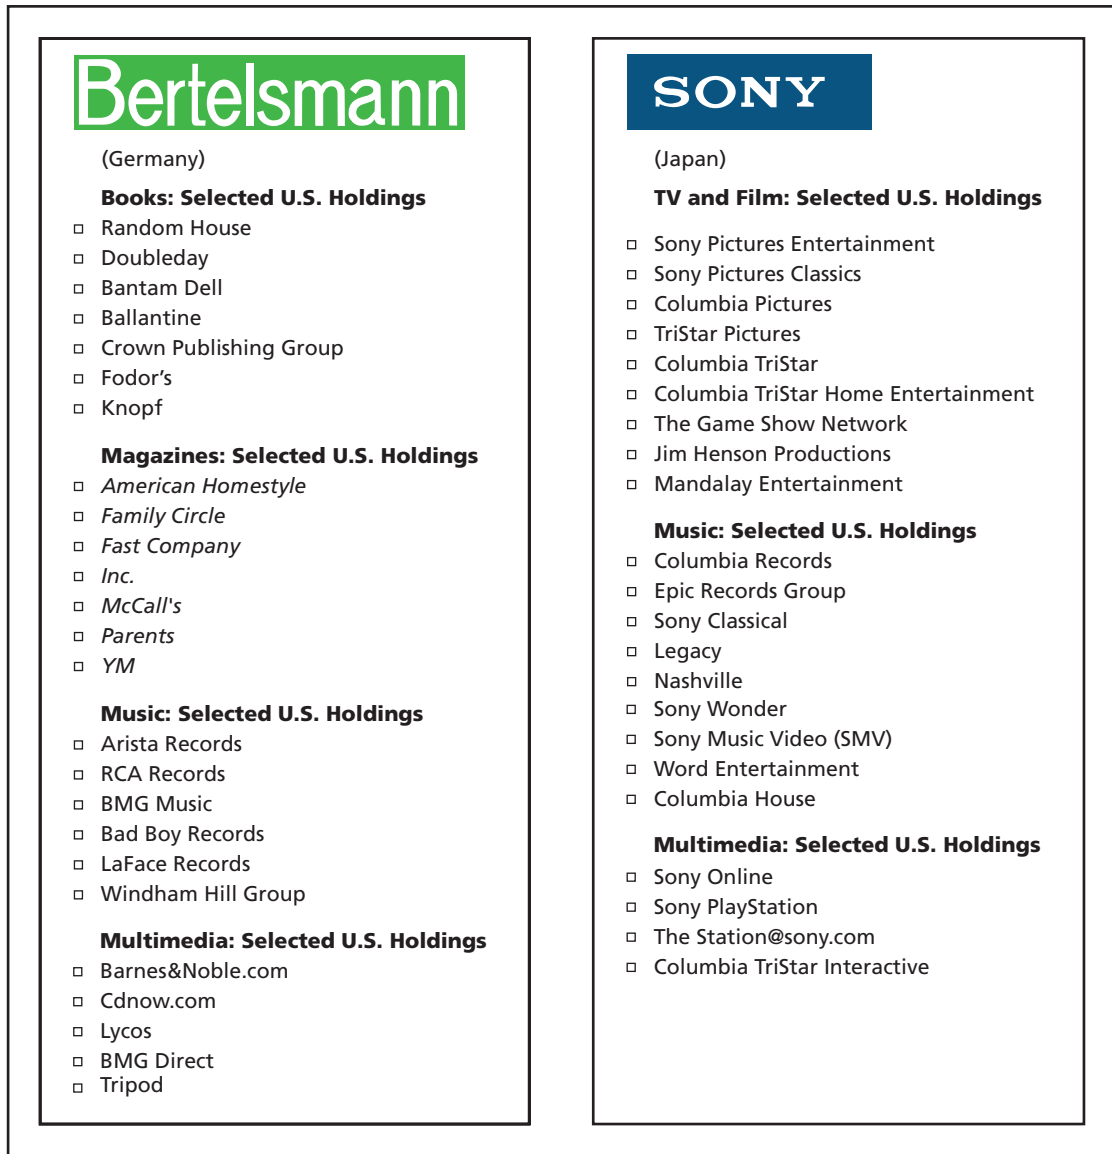 Bertelsmann
(Germany)
Books: Selected U.S. Holdings
Random House
Doubleday
Bantam Dell
Ballantine
Crown Publishing Group
Fodor’s
Knopf
Magazines: Selected U.S. Holdings
American Homestyle
Family Circle
Fast Company
Inc.
McCall's
Parents
YM
Music: Selected U.S. Holdings
Arista Records
RCA Records
BMG Music
Bad Boy Records
LaFace Records
Windham Hill Group
Multimedia: Selected U.S. Holdings
Barnes&Noble.com
Cdnow.com
Lycos
BMG Direct
Tripod
SONY
(Japan)
TV and Film: Selected U.S. Holdings
Sony Pictures Entertainment
Sony Pictures Classics
Columbia Pictures
TriStar Pictures
Columbia TriStar
Columbia TriStar Home Entertainment
The Game Show Network
Jim Henson Productions
Mandalay Entertainment
Music: Selected U.S. Holdings
Columbia Records
Epic Records Group
Sony Classical
Legacy
Nashville
Sony Wonder
Sony Music Video (SMV)
Word Entertainment
Columbia House
Multimedia: Selected U.S. Holdings
Sony Online
Sony PlayStation
The Station@sony.com
Columbia TriStar Interactive